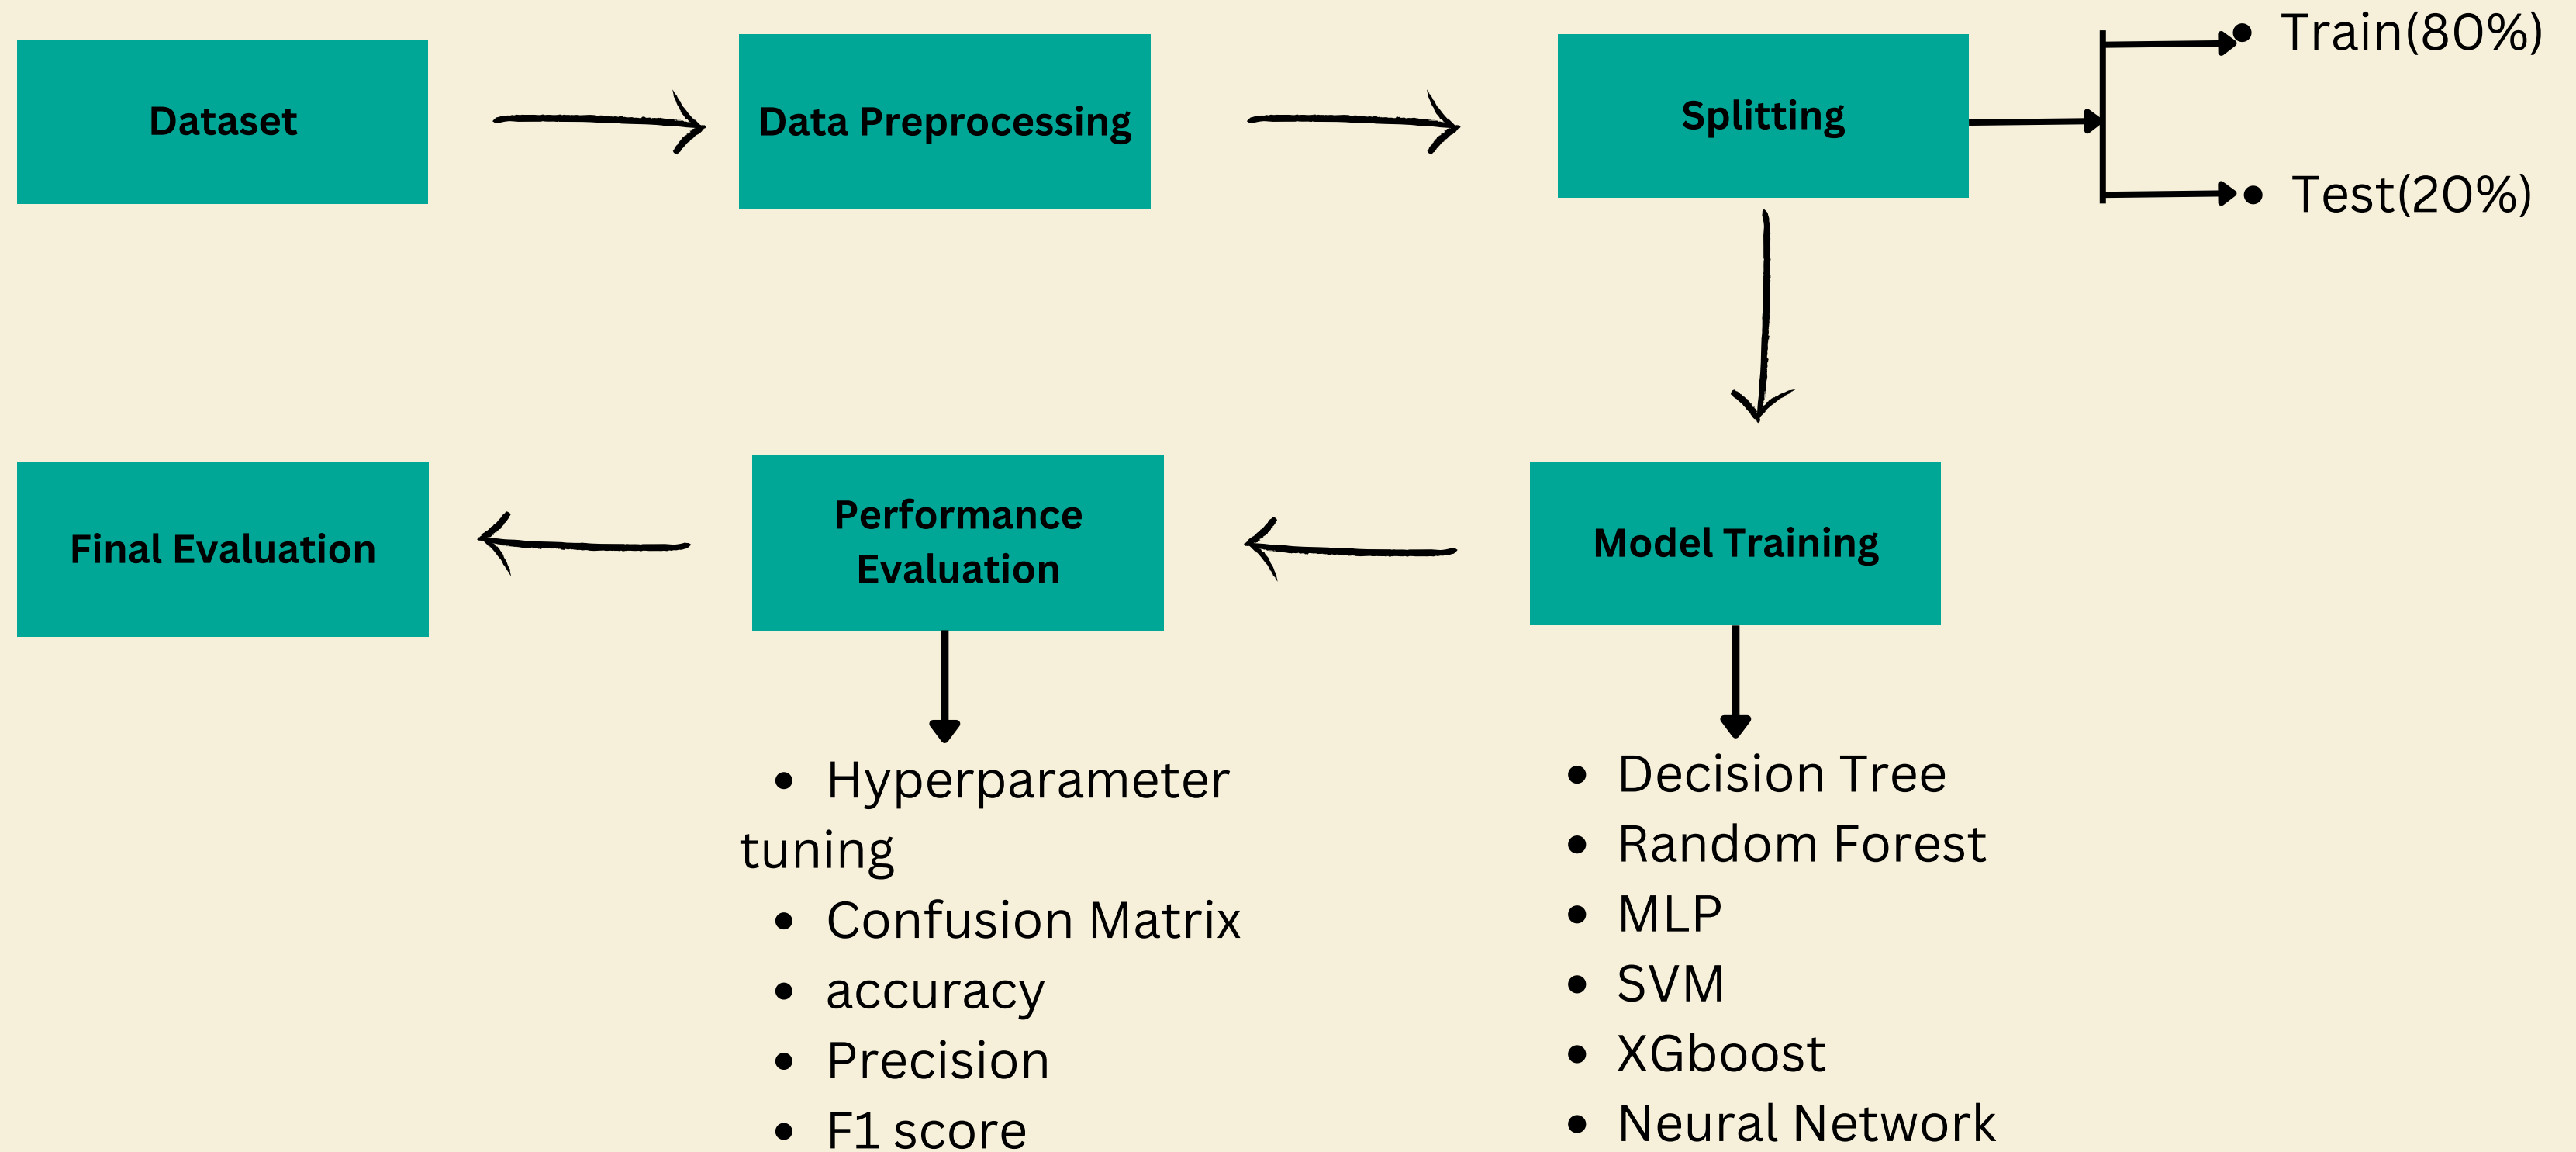 Dataset
Data Preprocessing
Splitting
Train(80%)
Test(20%)
Final Evaluation
Performance
Evaluation
Model Training
• Hyperparameter
tuning
• Confusion Matrix
• accuracy
• Precision
• F1 score
• Decision Tree
• Random Forest
• MLP
• SVM
• XGboost
• Neural Network